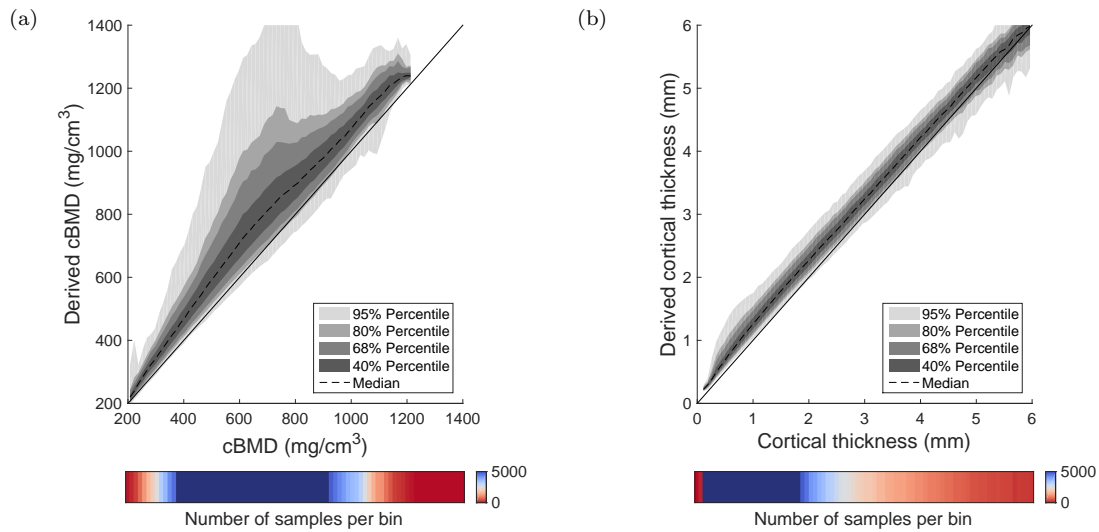 (a)
1400
1200
1000
800
600
400
200
Derived cBMD (mg/cm³)
95% Percentile
80% Percentile
68% Percentile
40% Percentile
Median
200 400 600 800 1000 1200 1400
cBMD (mg/cm³)
5000
0
Number of samples per bin
(b)
6
5
4
3
2
1
0
Derived cortical thickness (mm)
95% Percentile
80% Percentile
68% Percentile
40% Percentile
Median
0 1 2 3 4 5 6
Cortical thickness (mm)
5000
0
Number of samples per bin